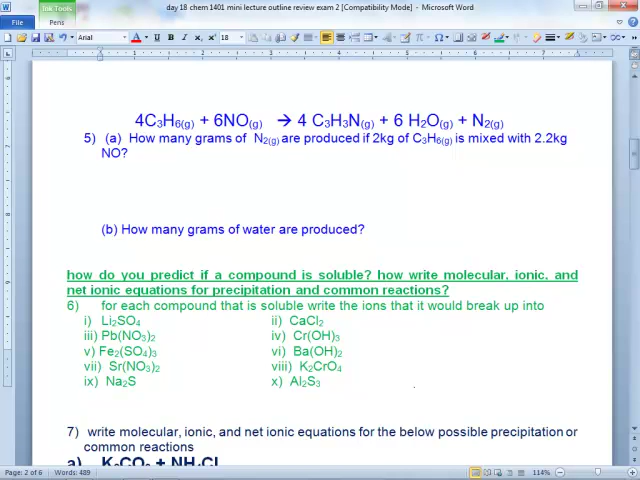 day 18 chem 1401 mini lecture outline review exam 2 [Compatibility Mode] - Microsoft Word
Ink Tools
File
Pens
Arial
18
4C3H6(g) + 6NO(g) → 4 C3H3N(g) + 6 H2O(g) + N2(g)
5) (a) How many grams of N2(g) are produced if 2kg of C3H6(g) is mixed with 2.2kg
NO?
(b) How many grams of water are produced?
how do you predict if a compound is soluble? how write molecular, ionic, and
net ionic equations for precipitation and common reactions?
6) for each compound that is soluble write the ions that it would break up into
i) Li2SO4 ii) CaCl2
iii) Pb(NO3)2 iv) Cr(OH)3
v) Fe2(SO4)3 vi) Ba(OH)2
vii) Sr(NO3)2 viii) K2CrO4
ix) Na2S x) Al2S3
7) write molecular, ionic, and net ionic equations for the below possible precipitation or
common reactions
a) K2CO3 + NH4Cl
Page: 2 of 6 Words: 489 114%